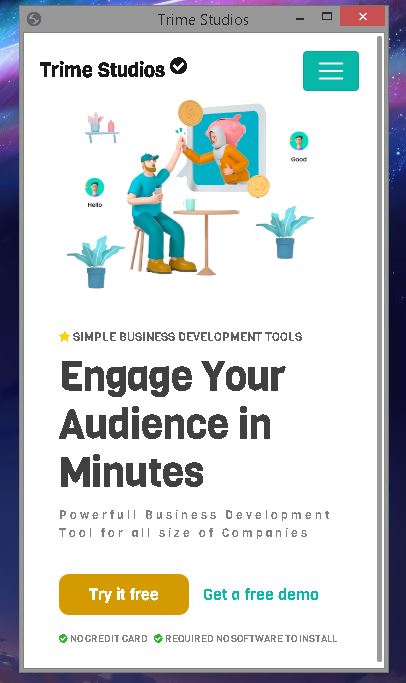 Trime Studios
Trime Studios
Good
Hello
SIMPLE BUSINESS DEVELOPMENT TOOLS
Engage Your
Audience in
Minutes
Powerfull Business Development
Tool for all size of Companies
Try it free
Get a free demo
NO CREDIT CARD
REQUIRED NO SOFTWARE TO INSTALL